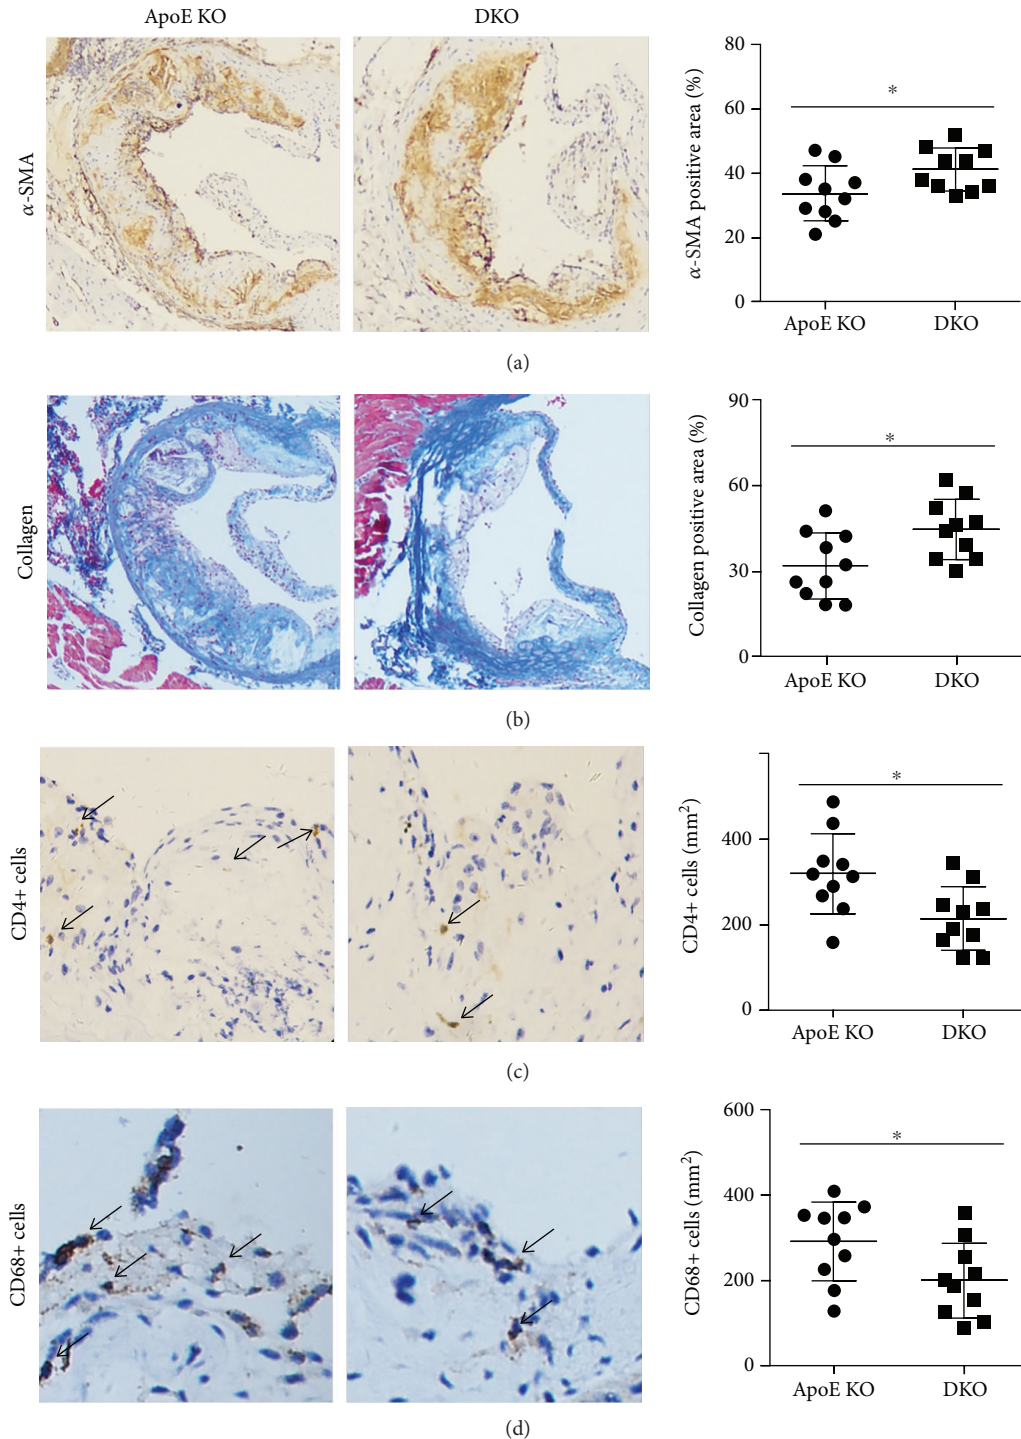 ApoE KO
DKO
α-SMA
α-SMA positive area (%)
80
60
40
20
0
*
ApoE KO
DKO
(a)
Collagen
Collagen positive area (%)
90
60
30
0
*
ApoE KO
DKO
(b)
CD4+ cells
CD4+ cells (mm²)
400
200
0
*
ApoE KO
DKO
(c)
CD68+ cells
CD68+ cells (mm²)
600
400
200
0
*
ApoE KO
DKO
(d)